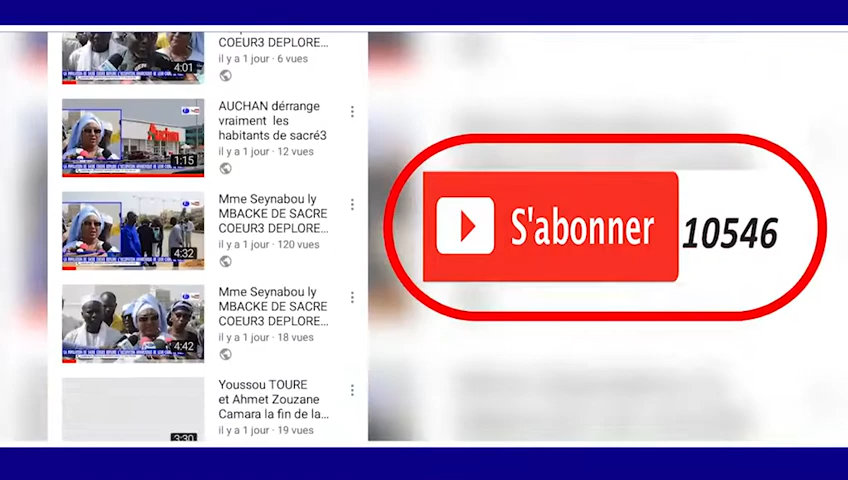 COEUR3 DEPLORE...
il y a 1 jour · 6 vues
4:01
AUCHAN dérrange
vraiment les
habitants de sacré3
il y a 1 jour · 12 vues
Auchan
1:15
Mme Seynabou ly
MBACKE DE SACRE
COEUR3 DEPLORE...
il y a 1 jour · 120 vues
4:32
Mme Seynabou ly
MBACKE DE SACRE
COEUR3 DEPLORE...
il y a 1 jour · 18 vues
4:42
Youssou TOURE
et Ahmet Zouzane
Camara la fin de la...
il y a 1 jour · 19 vues
3:30
S'abonner
10546